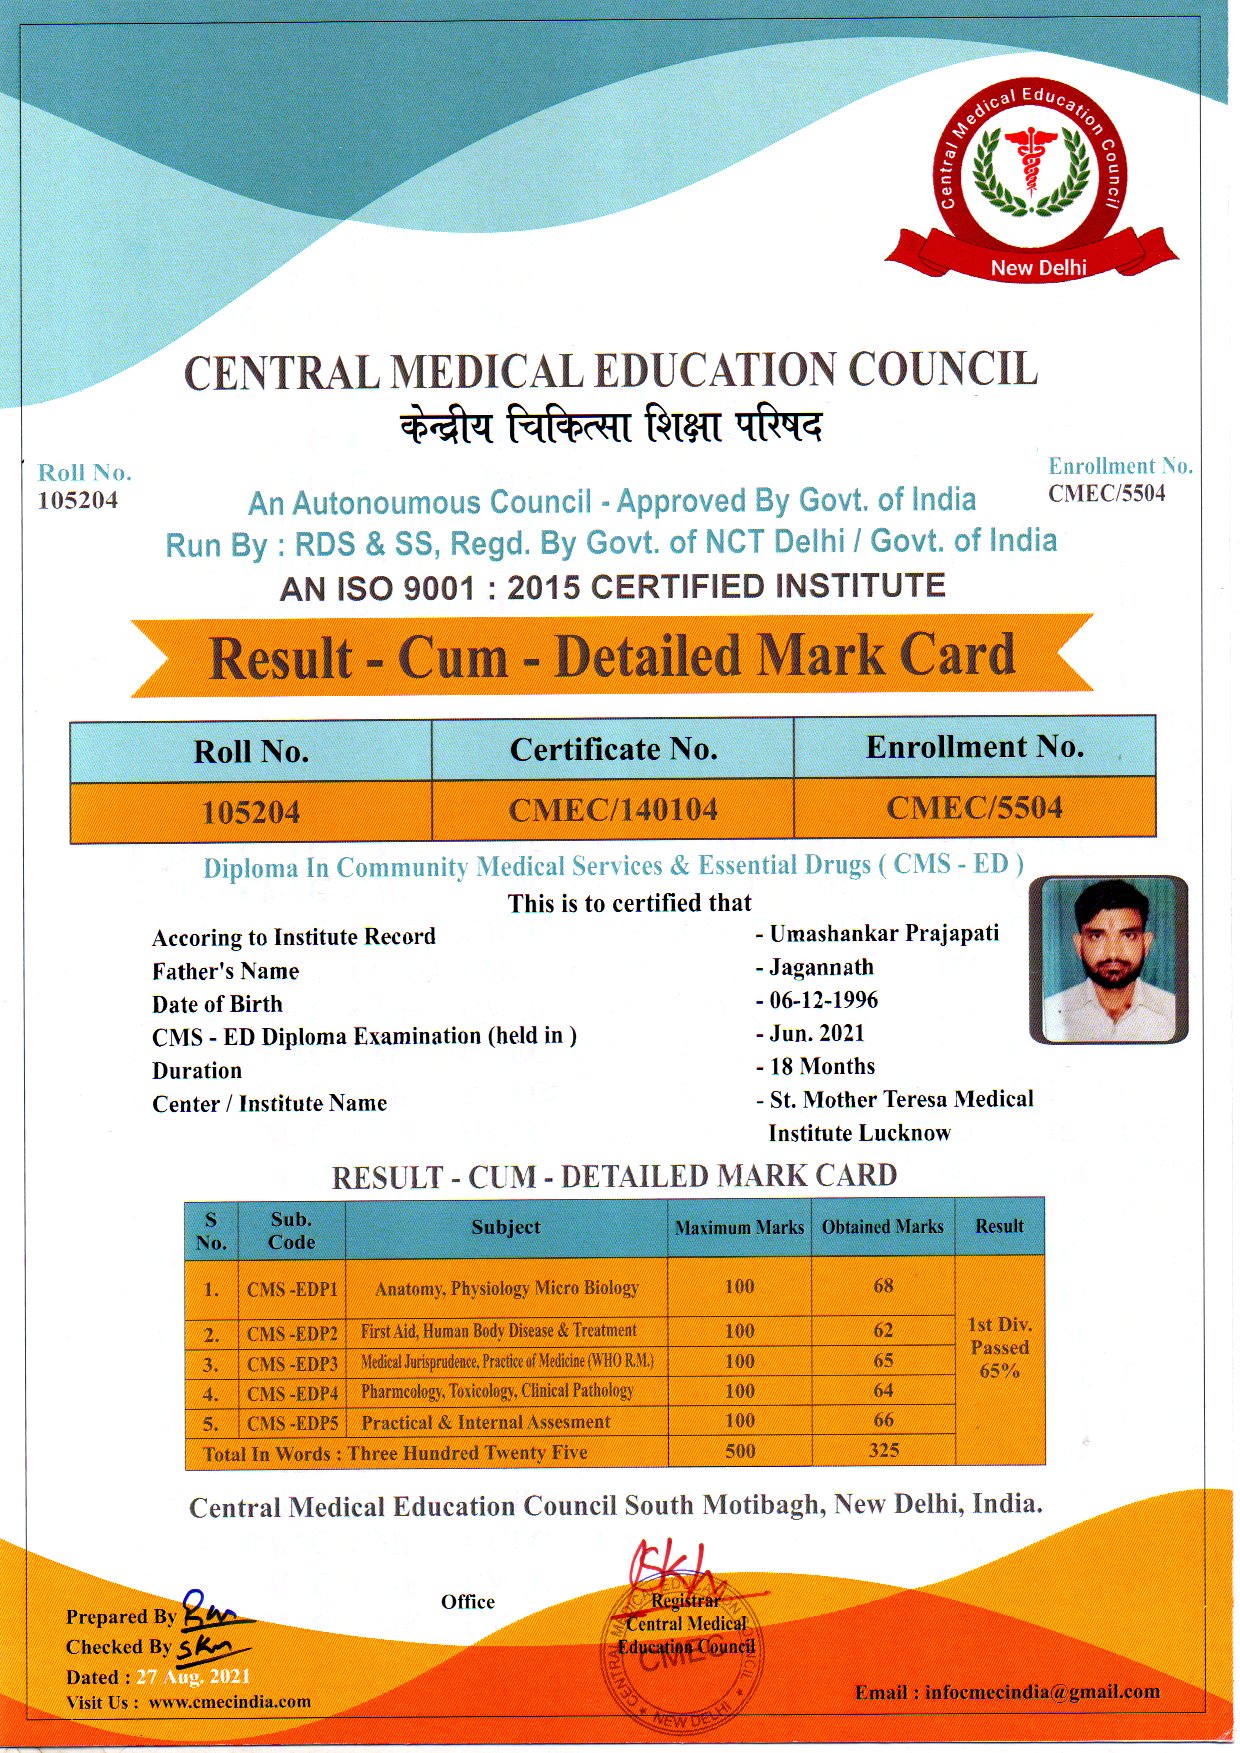 Central Medical Education Council
New Delhi
CENTRAL MEDICAL EDUCATION COUNCIL
केन्द्रीय चिकित्सा शिक्षा परिषद
Roll No.
105204
Enrollment No.
CMEC/5504
An Autonoumous Council - Approved By Govt. of India
Run By : RDS & SS, Regd. By Govt. of NCT Delhi / Govt. of India
AN ISO 9001 : 2015 CERTIFIED INSTITUTE
Result - Cum - Detailed Mark Card
Roll No. Certificate No. Enrollment No.
105204 CMEC/140104 CMEC/5504
Diploma In Community Medical Services & Essential Drugs ( CMS - ED )
This is to certified that
Accoring to Institute Record - Umashankar Prajapati
Father's Name - Jagannath
Date of Birth - 06-12-1996
CMS - ED Diploma Examination (held in ) - Jun. 2021
Duration - 18 Months
Center / Institute Name - St. Mother Teresa Medical
Institute Lucknow
RESULT - CUM - DETAILED MARK CARD
S No. Sub. Code Subject Maximum Marks Obtained Marks Result
1. CMS -EDP1 Anatomy, Physiology Micro Biology 100 68
2. CMS -EDP2 First Aid, Human Body Disease & Treatment 100 62
3. CMS -EDP3 Medical Jurisprudence, Practice of Medicine (WHO R.M.) 100 65
4. CMS -EDP4 Pharmcology, Toxicology, Clinical Pathology 100 64
5. CMS -EDP5 Practical & Internal Assesment 100 66
Total In Words : Three Hundred Twenty Five 500 325
1st Div.
Passed
65%
Central Medical Education Council South Motibagh, New Delhi, India.
Prepared By
Checked By
Dated : 27 Aug. 2021
Visit Us : www.cmecindia.com
Office
Registrar
Central Medical
Education Council
CENTRAL MEDICAL EDUCATION COUNCIL
CMEC
* NEW DELHI *
Email : infocmecindia@gmail.com